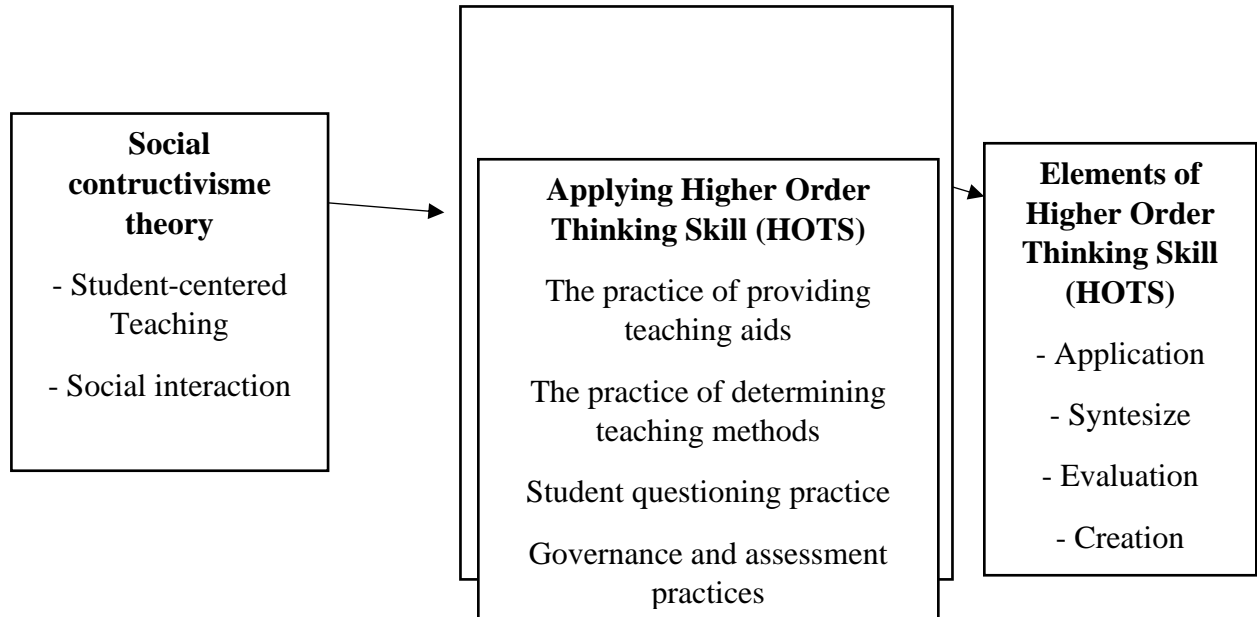 Social
contructivisme
theory
- Student-centered
Teaching
- Social interaction
Applying Higher Order
Thinking Skill (HOTS)
The practice of providing
teaching aids
The practice of determining
teaching methods
Student questioning practice
Governance and assessment
practices
Elements of
Higher Order
Thinking Skill
(HOTS)
- Application
- Syntesize
- Evaluation
- Creation